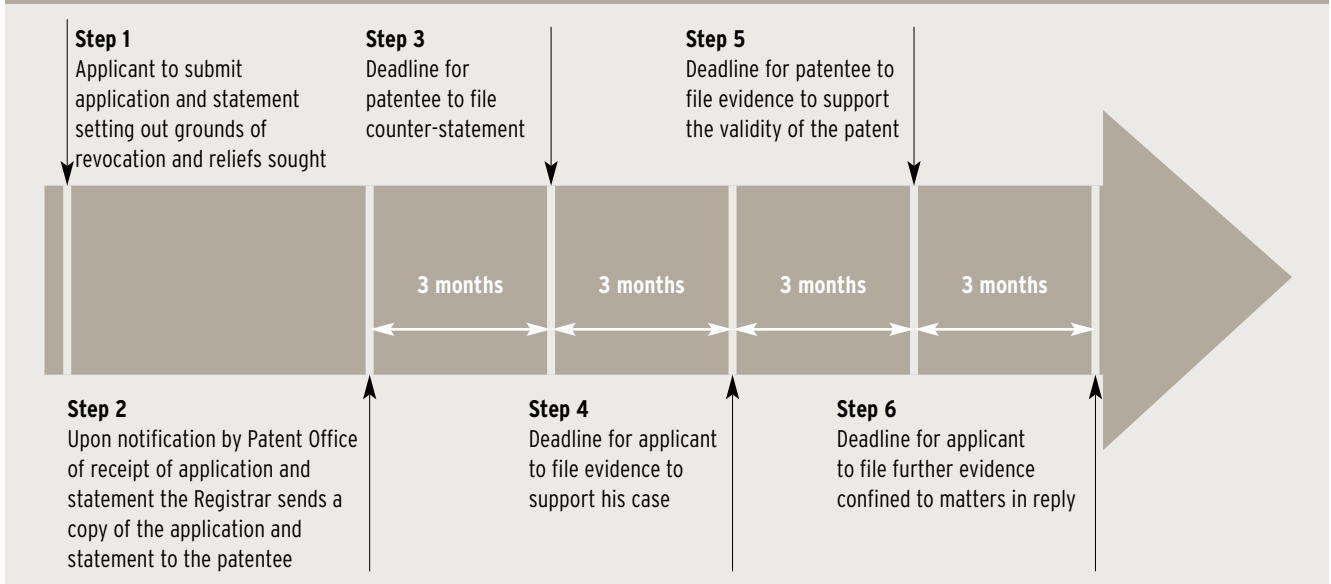 Step 1
Applicant to submit
application and statement
setting out grounds of
revocation and reliefs sought
Step 3
Deadline for
patentee to file
counter-statement
Step 5
Deadline for patentee to
file evidence to support
the validity of the patent
3 months
3 months
3 months
3 months
Step 2
Upon notification by Patent Office
of receipt of application and
statement the Registrar sends a
copy of the application and
statement to the patentee
Step 4
Deadline for applicant
to file evidence to
support his case
Step 6
Deadline for applicant
to file further evidence
confined to matters in reply